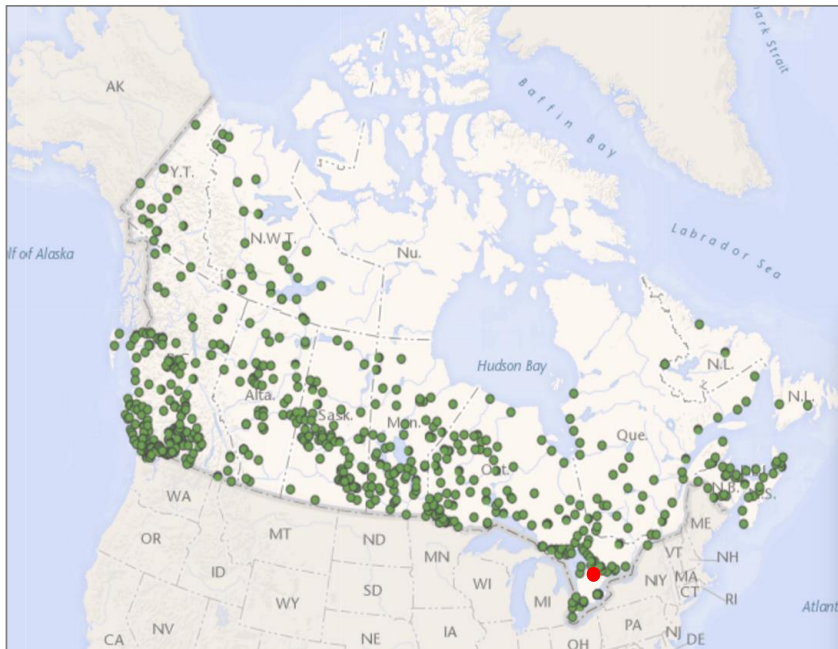 ark Strait
AK
Baffin Bay
Y.T.
Labrador Sea
N.W.T.
Nu.
lf of Alaska
Hudson Bay
N.L.
Alta.
Sask.
Man.
N.L.
Que.
Ont.
N.B.
N.S.
WA
ME
MT
ND
OR
MN
VT
NH
ID
WI
NY
MA
SD
CT
WY
MI
RI
Atlant
IA
PA
NV
NE
NJ
CA
OH
DE